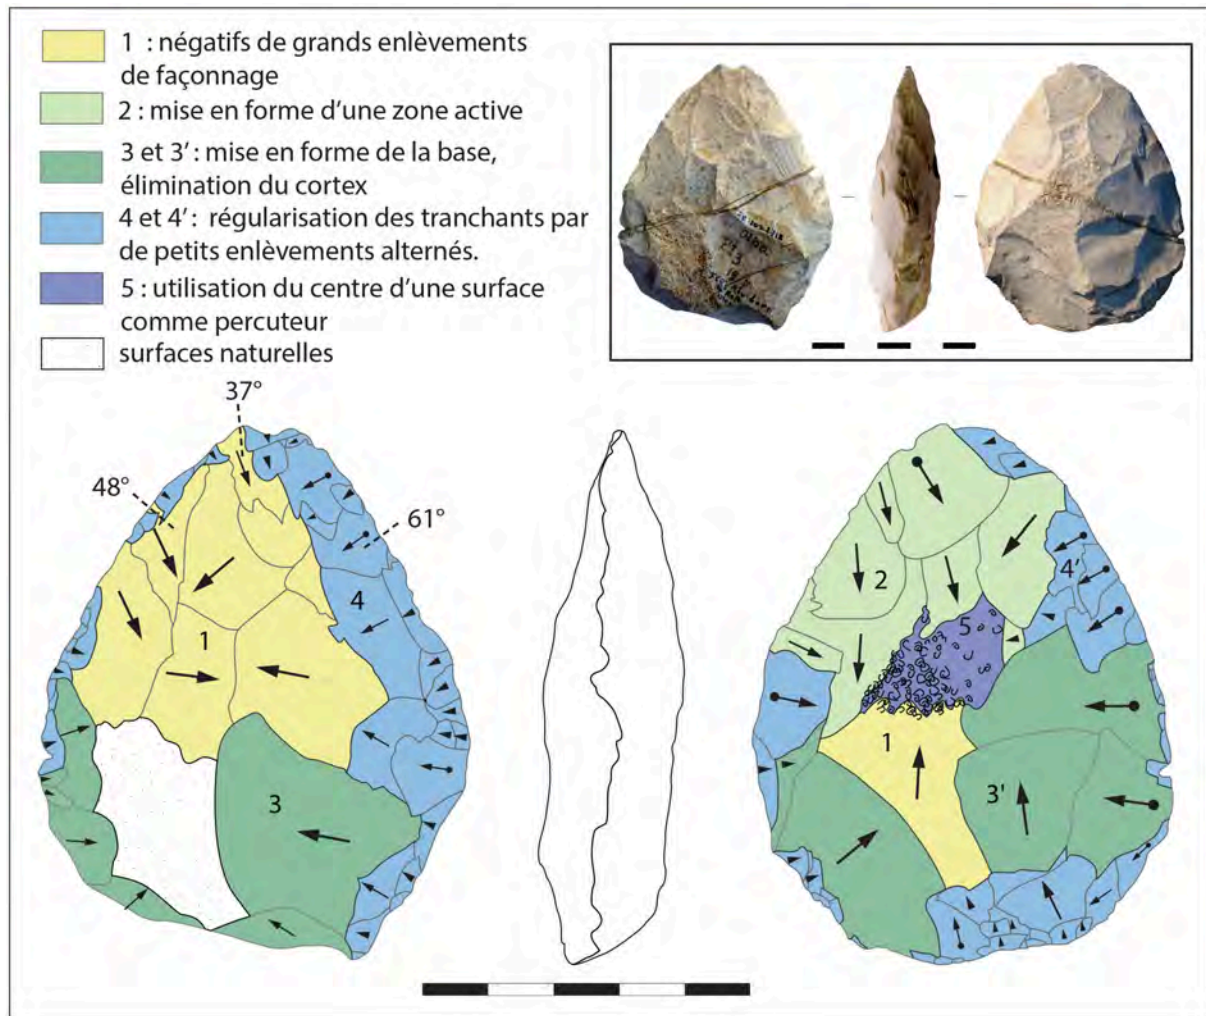 1 : négatifs de grands enlèvements
de façonnage
2 : mise en forme d'une zone active
3 et 3' : mise en forme de la base,
élimination du cortex
4 et 4' : régularisation des tranchants par
de petits enlèvements alternés.
5 : utilisation du centre d'une surface
comme percuteur
surfaces naturelles
37°
48°
61°
4
1
3
2
4'
5
1
3'